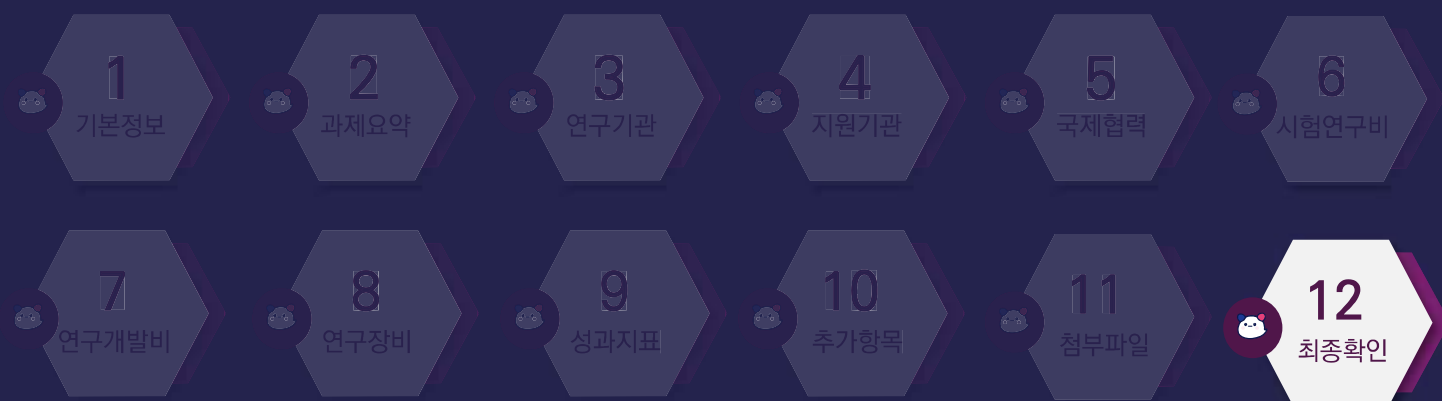 1 2 3 4 5 6
기본정보 과제요약 연구기관 지원기관 국제협력 시험연구비
7 8 9 10 11 12
연구개발비 연구장비 성과지표 추가항목 첨부파일 최종확인